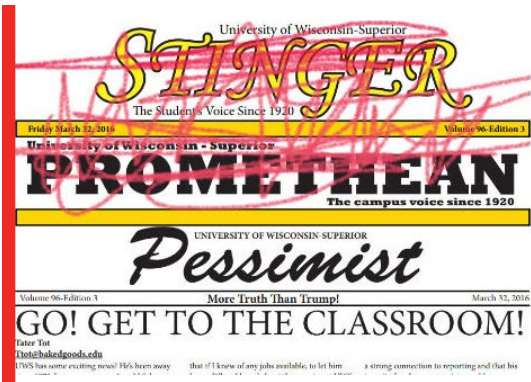 University of Wisconsin-Superior
STINGER
The Student's Voice Since 1920
Friday March 32, 2016 Volume 96-Edition 3
University of Wisconsin - Superior
PROMETHEAN
The campus voice since 1920
UNIVERSITY OF WISCONSIN-SUPERIOR
Pessimist
Volume 96-Edition 3 More Truth Than Trump! March 32, 2016
GO! GET TO THE CLASSROOM!
Tater Tot
Ttot@bakedgoods.edu
UWS has some exciting news! He's been away that if I knew of any jobs available, to let him a strong connection to reporting and that his